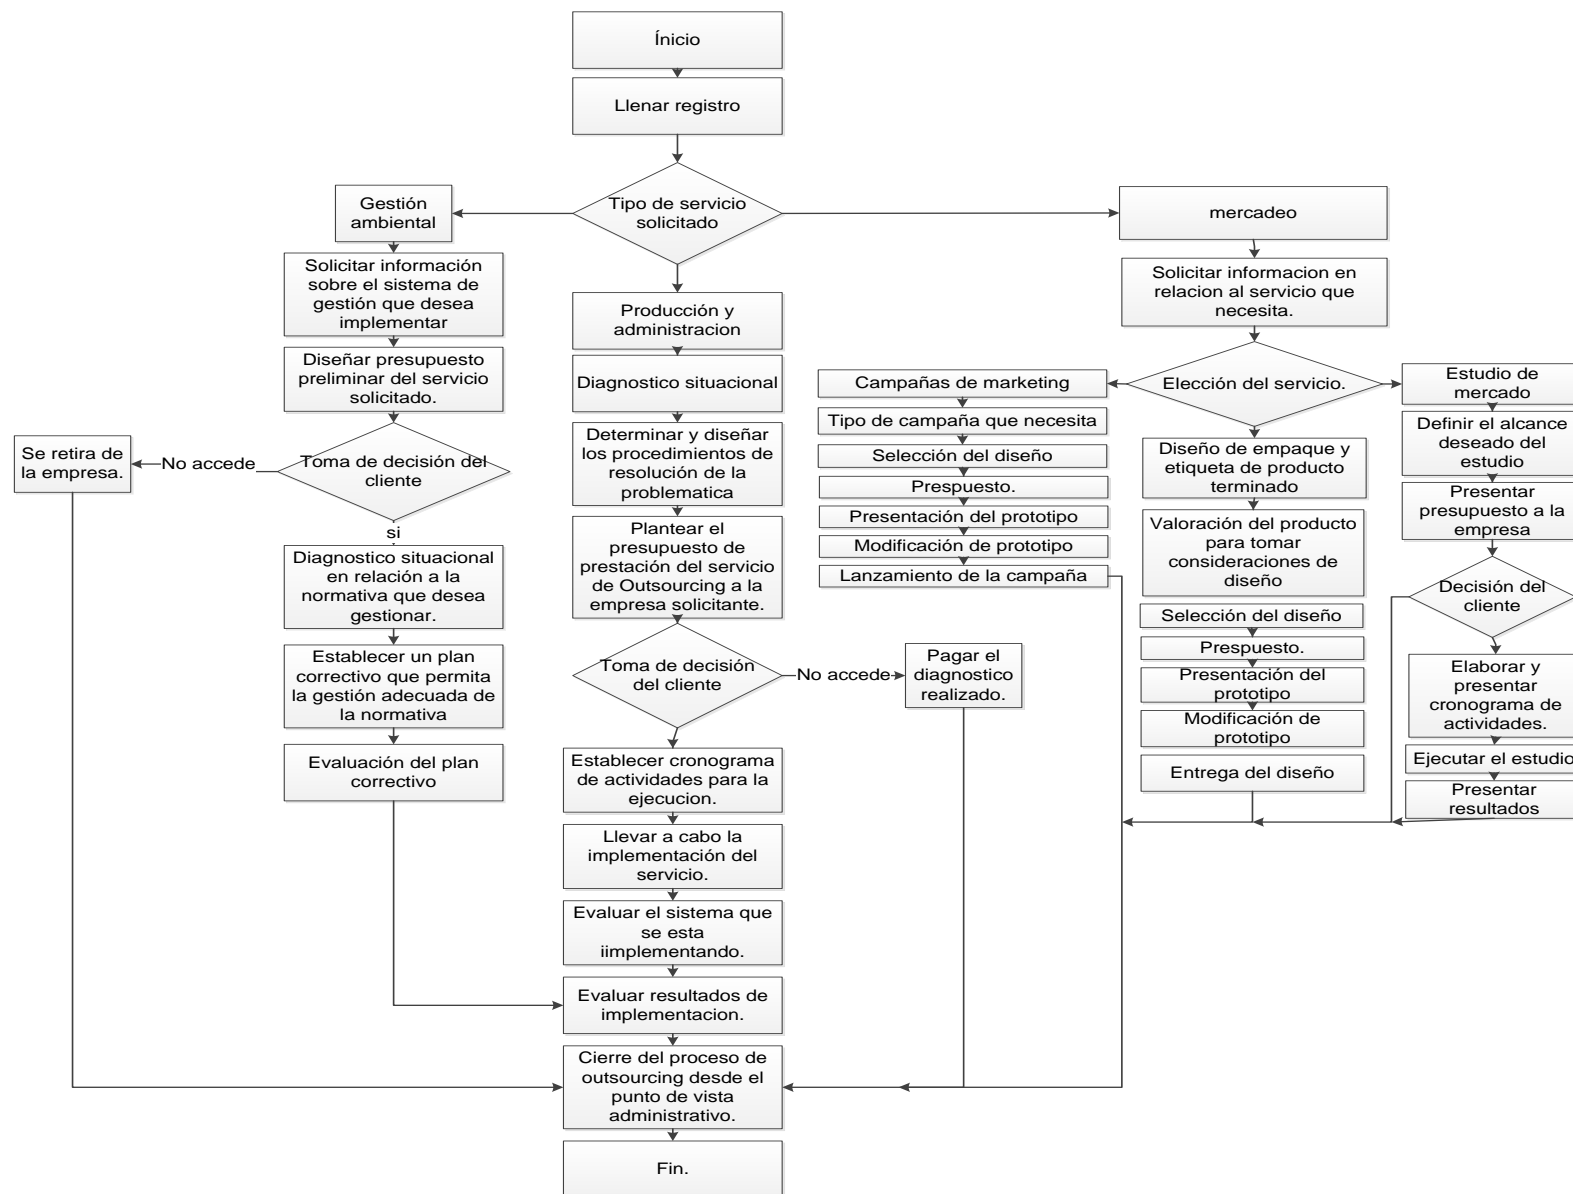 Ínicio
Llenar registro
Tipo de servicio
solicitado
Gestión
ambiental
Solicitar información
sobre el sistema de
gestión que desea
implementar
Diseñar presupuesto
preliminar del servicio
solicitado.
Toma de decisión del
cliente
No accede
Se retira de
la empresa.
si
Diagnostico situacional
en relación a la
normativa que desea
gestionar.
Establecer un plan
correctivo que permita
la gestión adecuada de
la normativa
Evaluación del plan
correctivo
Producción y
administracion
Diagnostico situacional
Determinar y diseñar
los procedimientos de
resolución de la
problematica
Plantear el
presupuesto de
prestación del servicio
de Outsourcing a la
empresa solicitante.
Toma de decisión
del cliente
No accede
Pagar el
diagnostico
realizado.
Establecer cronograma
de actividades para la
ejecucion.
Llevar a cabo la
implementación del
servicio.
Evaluar el sistema que
se esta
iimplementando.
Evaluar resultados de
implementacion.
Cierre del proceso de
outsourcing desde el
punto de vista
administrativo.
Fin.
mercadeo
Solicitar informacion en
relacion al servicio que
necesita.
Elección del servicio.
Campañas de marketing
Tipo de campaña que necesita
Selección del diseño
Prespuesto.
Presentación del prototipo
Modificación de prototipo
Lanzamiento de la campaña
Diseño de empaque y
etiqueta de producto
terminado
Valoración del producto
para tomar
consideraciones de
diseño
Selección del diseño
Prespuesto.
Presentación del
prototipo
Modificación de
prototipo
Entrega del diseño
Estudio de
mercado
Definir el alcance
deseado del
estudio
Presentar
presupuesto a la
empresa
Decisión del
cliente
Elaborar y
presentar
cronograma de
actividades.
Ejecutar el estudio
Presentar
resultados